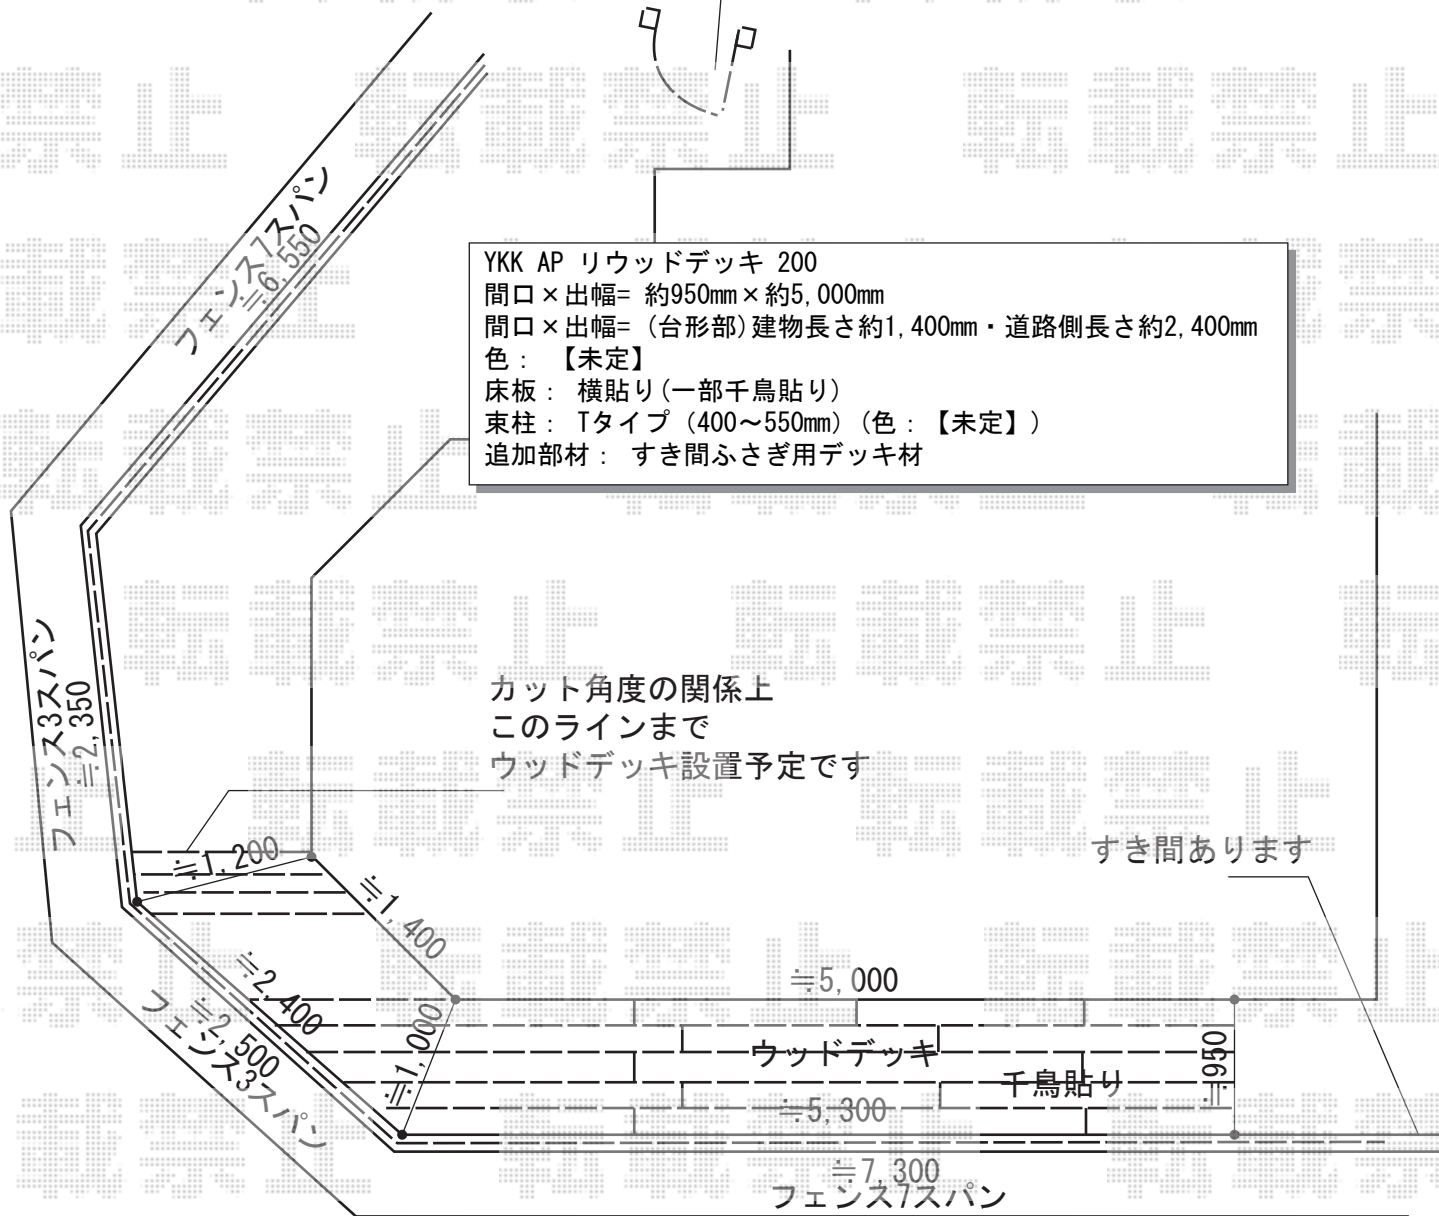 フェンス7スパン
≒6,550
YKK AP リウッドデッキ 200
間口×出幅= 約950mm×約5,000mm
間口×出幅= (台形部)建物長さ約1,400mm・道路側長さ約2,400mm
色： 【未定】
床板： 横貼り(一部千鳥貼り)
束柱： Tタイプ (400～550mm) (色： 【未定】)
追加部材： すき間ふさぎ用デッキ材
フェンス3スパン
≒2,350
カット角度の関係上
このラインまで
ウッドデッキ設置予定です
≒1,200
≒1,400
すき間あります
≒2,400
≒2,500
フェンス3スパン
≒1,000
≒5,000
ウッドデッキ
千鳥貼り
≒950
≒5,300
≒7,300
フェンス7スパン
転載禁止